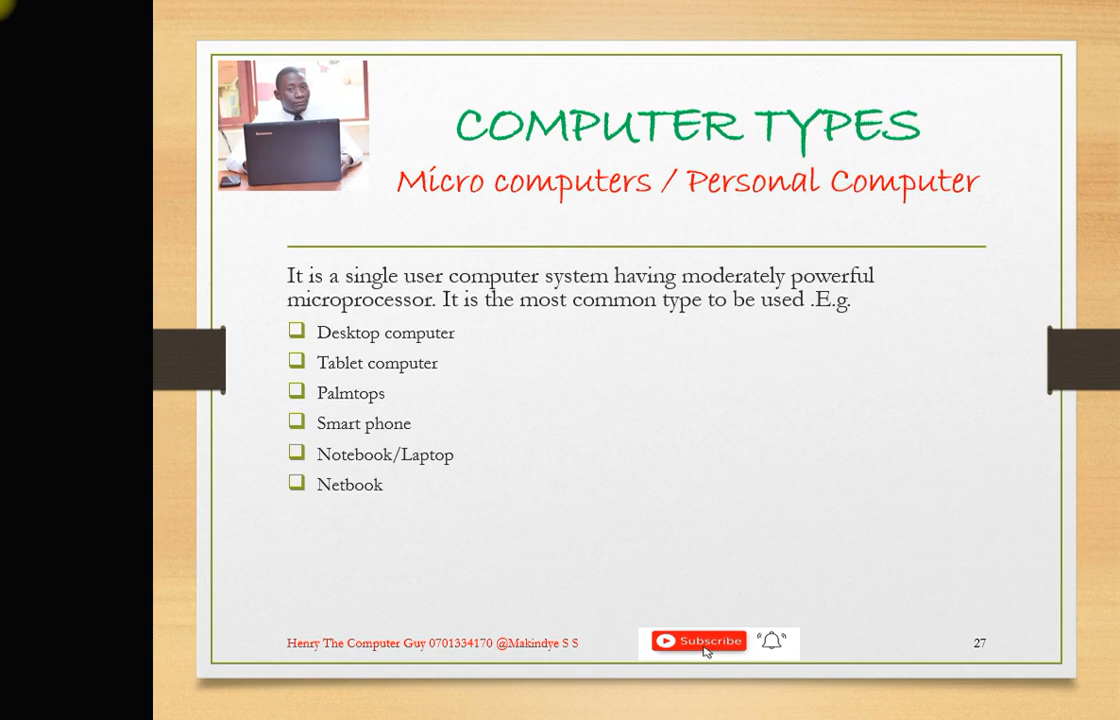 COMPUTER TYPES
Micro computers / Personal Computer
It is a single user computer system having moderately powerful
microprocessor. It is the most common type to be used .E.g.
Desktop computer
Tablet computer
Palmtops
Smart phone
Notebook/Laptop
Netbook
Henry The Computer Guy 0701334170 @Makindye S S
Subscribe
27